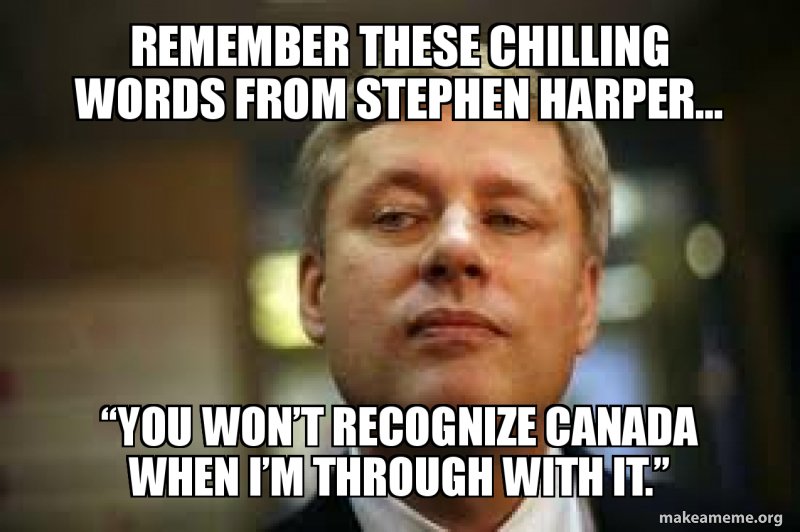 REMEMBER THESE CHILLING
WORDS FROM STEPHEN HARPER...
“YOU WON’T RECOGNIZE CANADA
WHEN I’M THROUGH WITH IT.”
makeameme.org